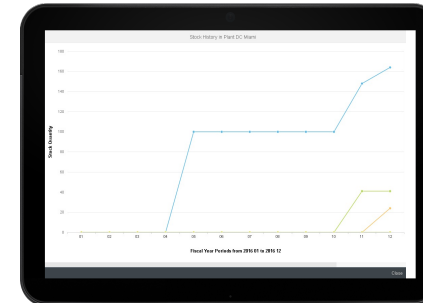 Stock History in Plant DC Miami
180
160
140
120
100
80
60
40
20
0
Stock Quantity
01 02 03 04 05 06 07 08 09 10 11 12
Fiscal Year Periods from 2016 01 to 2016 12
Close